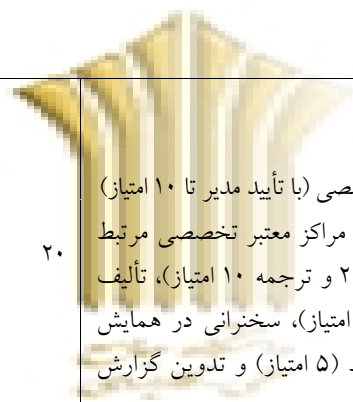 صصی (با تأیید مدیر تا ۱۰ امتیاز)
مراکز معتبر تخصصی مرتبط
۲۰
۲ و ترجمه ۱۰ امتیاز)، تألیف
امتیاز)، سخنرانی در همایش
(۵ امتیاز) و تدوین گزارش